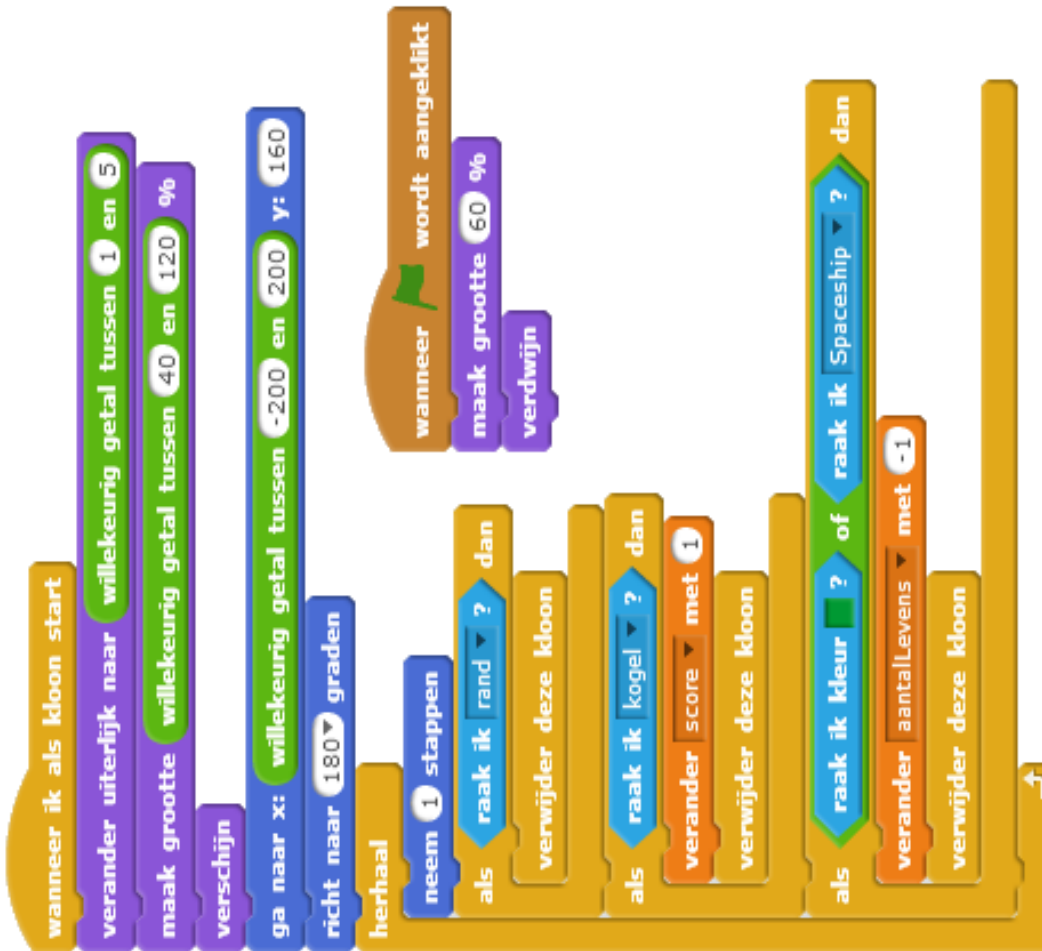 wanneer ik als kloon start
verander uiterlijk naar willekeurig getal tussen 1 en 5
maak grootte willekeurig getal tussen 40 en 120 %
verschijn
ga naar x: willekeurig getal tussen -200 en 200 y: 160
richt naar 180 graden
herhaal
neem 1 stappen
als raak ik rand ? dan
verwijder deze kloon
als raak ik kogel ? dan
verander score met 1
verwijder deze kloon
als raak ik kleur ? of raak ik Spaceship ? dan
verander aantalLevens met -1
verwijder deze kloon
wanneer wordt aangeklikt
maak grootte 60 %
verdwijn